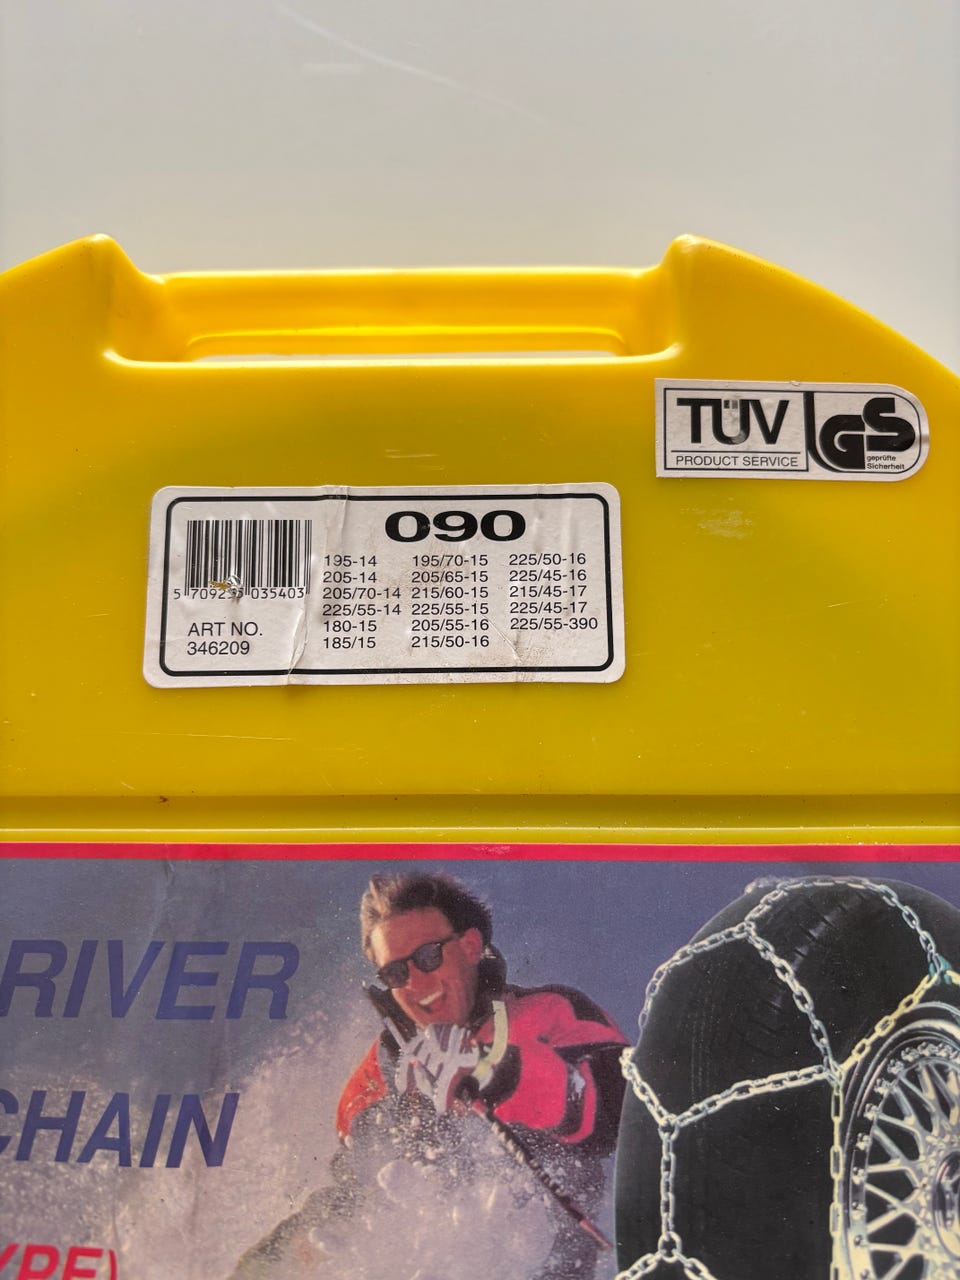 TÜV
PRODUCT SERVICE
GS
geprüfte
Sicherheit
090
195-14 195/70-15 225/50-16
205-14 205/65-15 225/45-16
205/70-14 215/60-15 215/45-17
225/55-14 225/55-15 225/45-17
180-15 205/55-16 225/55-390
185/15 215/50-16
5 035403
ART NO.
346209
RIVER
CHAIN
YPE)